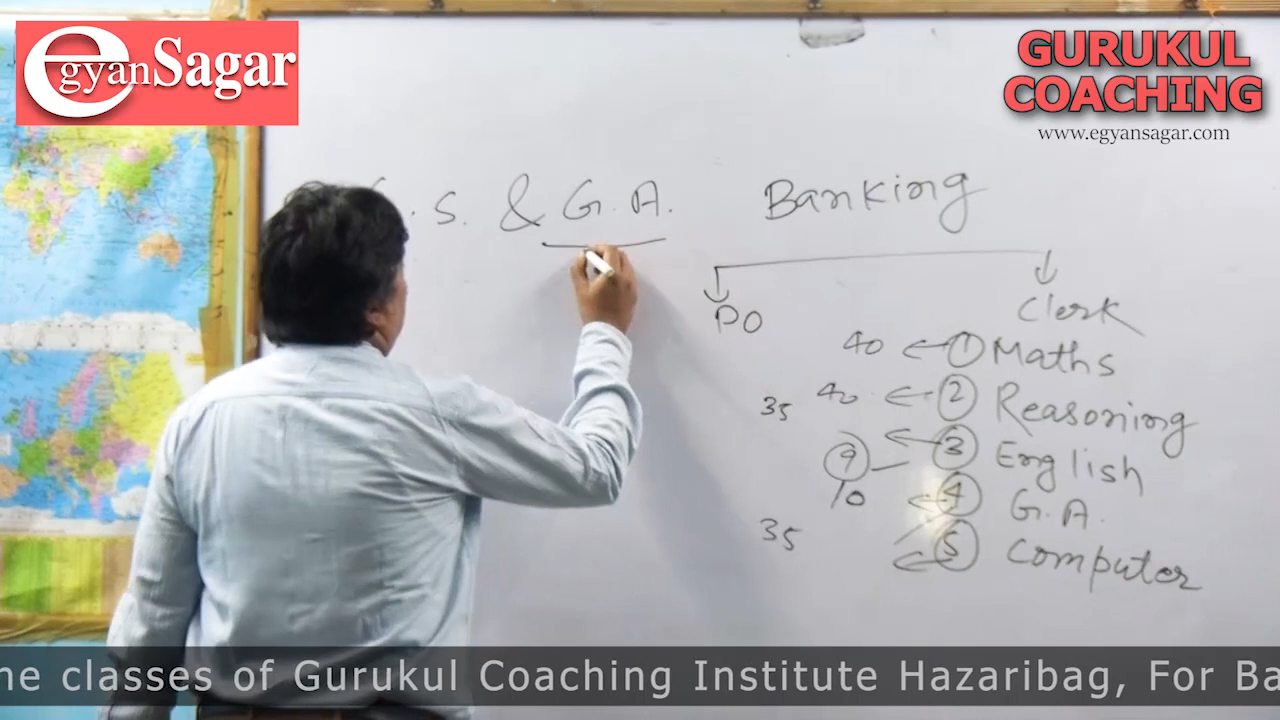 egyanSagar
GURUKUL
COACHING
www.egyansagar.com
. S. & G.A. Banking
PO
Clerk
40 1 Maths
35 40 2 Reasoning
9 3 English
10 4 G.A.
35 5 Computer
he classes of Gurukul Coaching Institute Hazaribag, For Ba